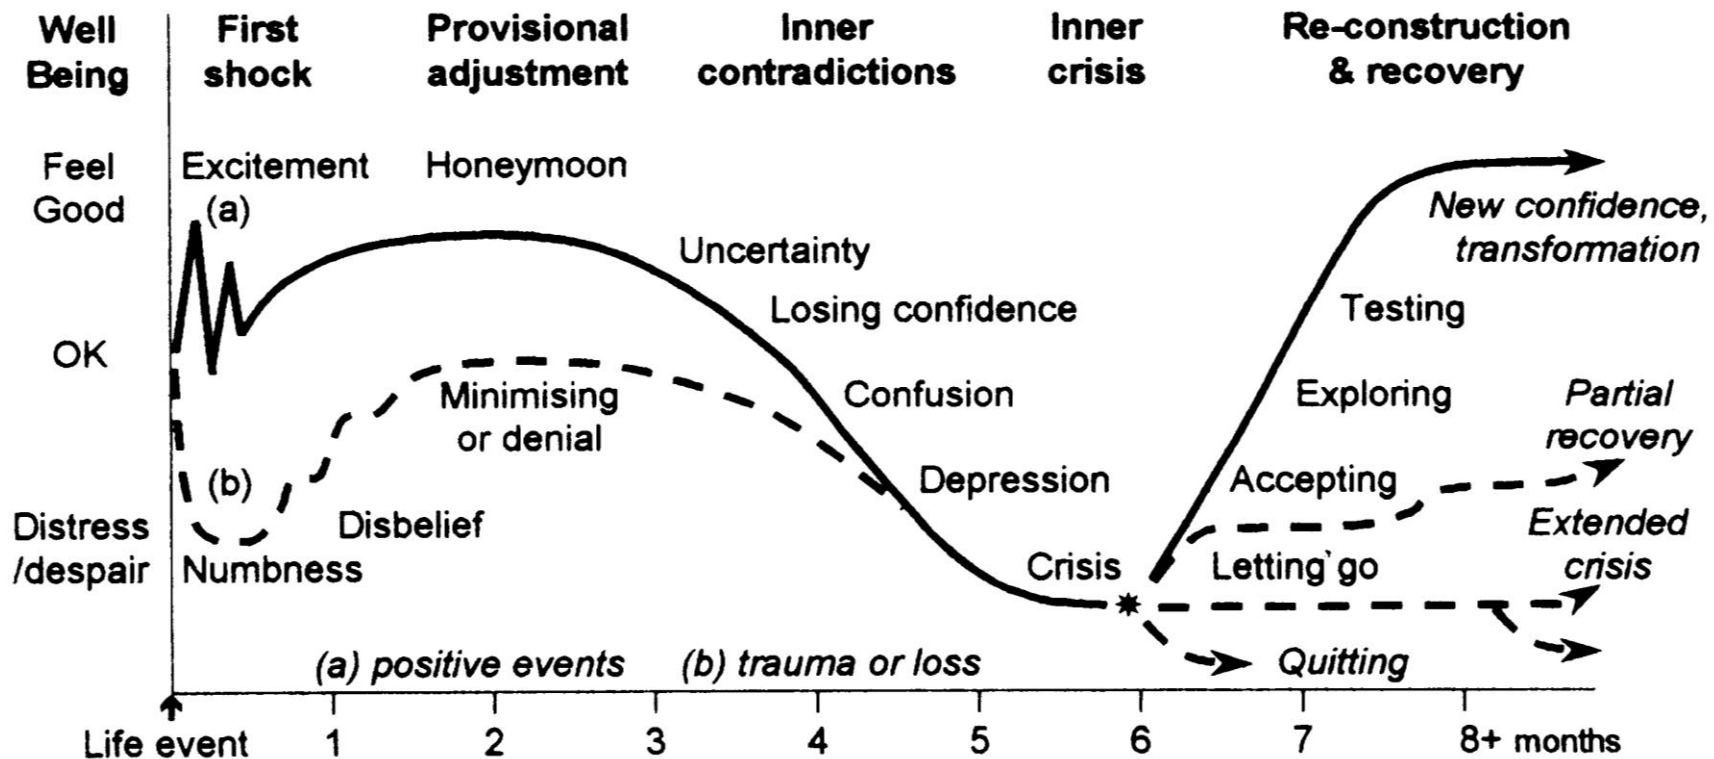 Well
Being
First
shock
Provisional
adjustment
Inner
contradictions
Inner
crisis
Re-construction
& recovery
Feel
Good
Excitement
Honeymoon
(a)
New confidence,
transformation
Uncertainty
Losing confidence
Testing
OK
Minimising
or denial
Confusion
Exploring
Partial
recovery
(b)
Depression
Accepting
Distress
/despair
Disbelief
Numbness
Crisis
Letting go
Extended
crisis
(a) positive events
(b) trauma or loss
Quitting
Life event
1
2
3
4
5
6
7
8+ months